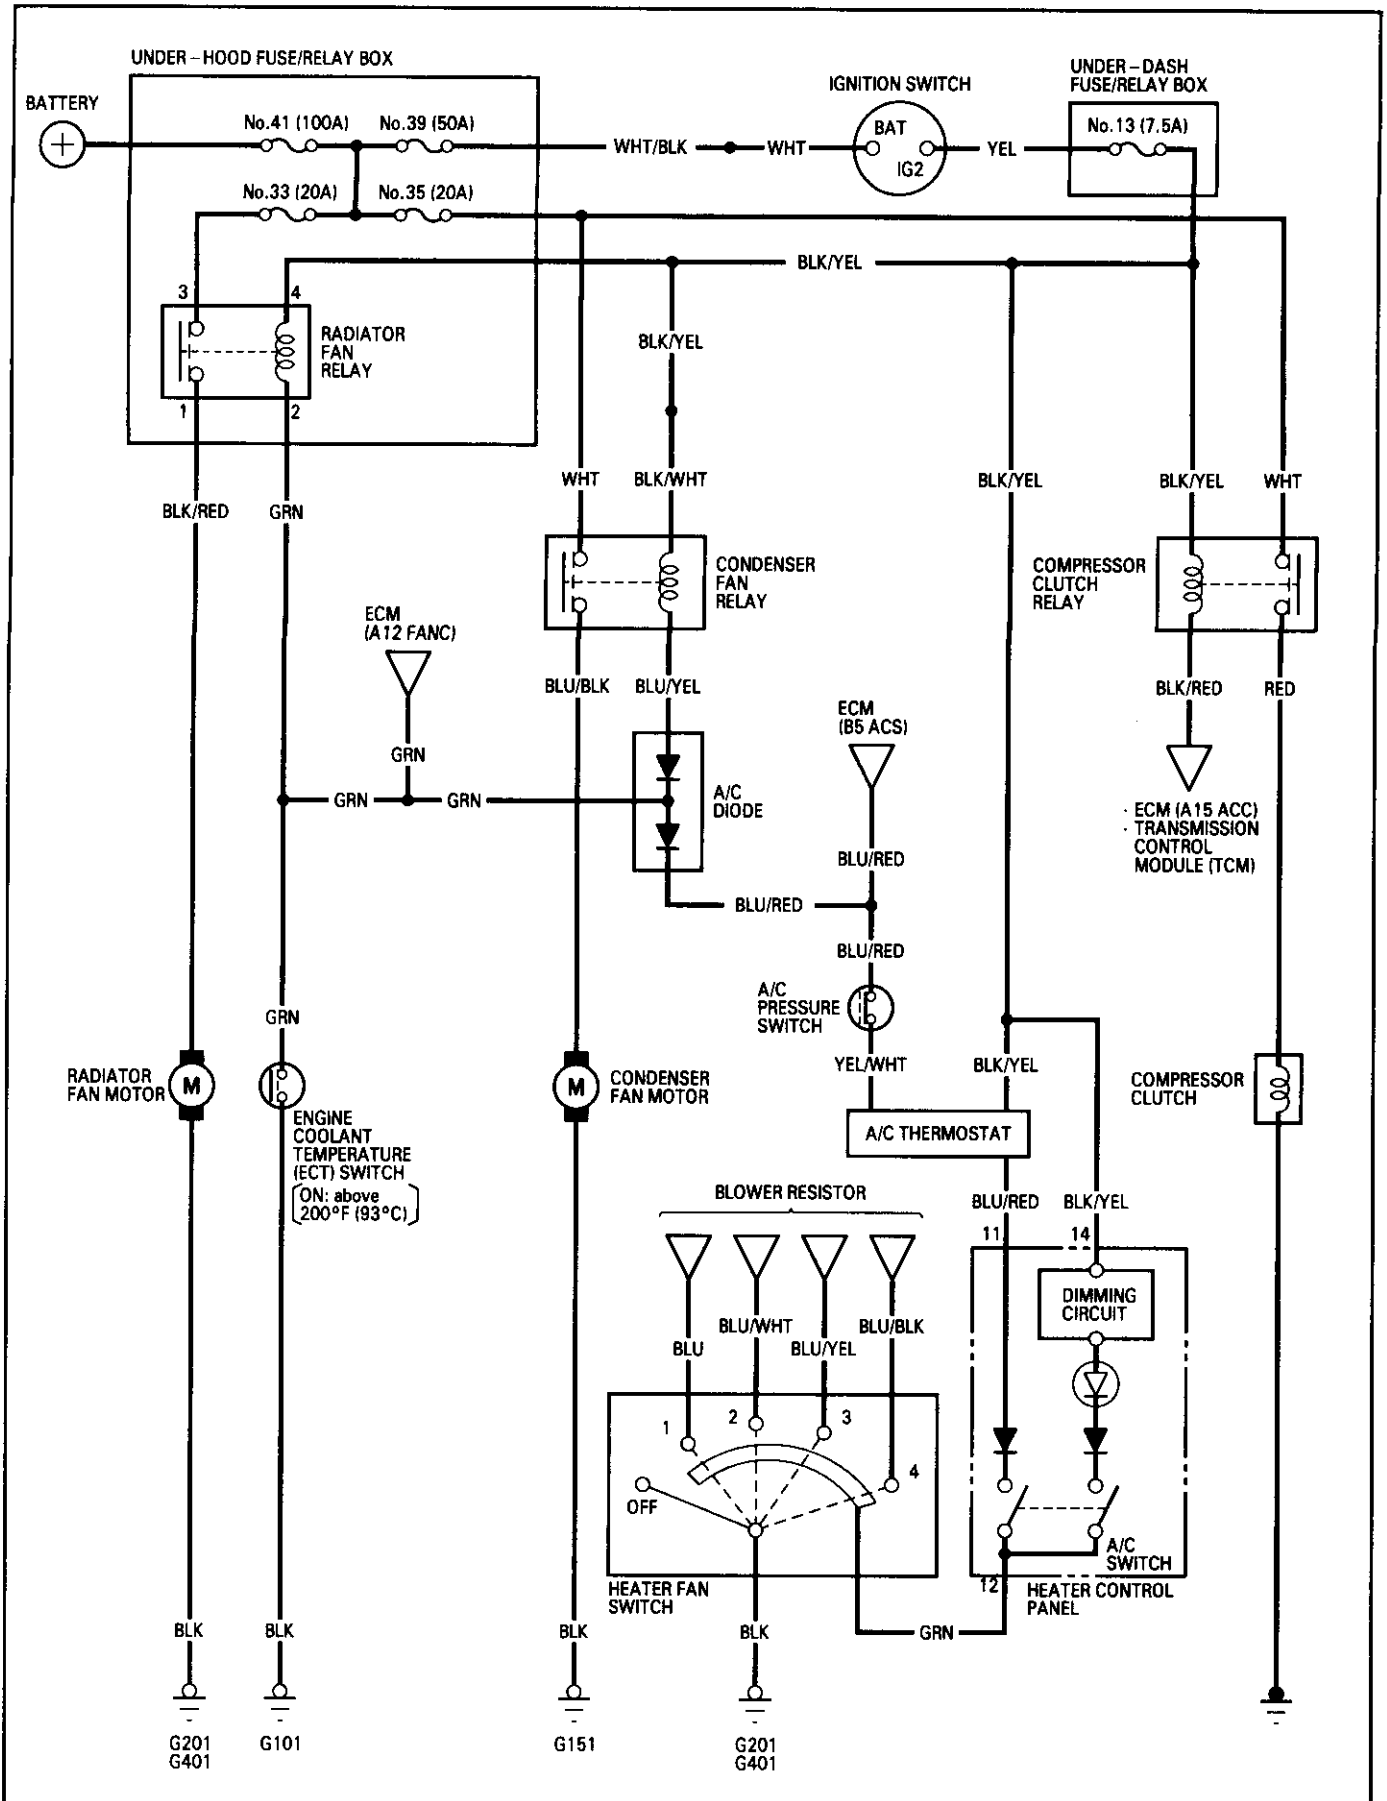 UNDER-HOOD FUSE/RELAY BOX
BATTERY
+
No.41 (100A)
No.39 (50A)
No.33 (20A)
No.35 (20A)
WHT/BLK
WHT
IGNITION SWITCH
BAT
IG2
YEL
UNDER-DASH
FUSE/RELAY BOX
No.13 (7.5A)
BLK/YEL
3
4
RADIATOR
FAN
RELAY
1
2
BLK/YEL
BLK/RED
GRN
WHT
BLK/WHT
BLK/YEL
BLK/YEL
WHT
CONDENSER
FAN
RELAY
COMPRESSOR
CLUTCH
RELAY
ECM
(A12 FANC)
BLU/BLK
BLU/YEL
BLK/RED
RED
ECM
(B5 ACS)
GRN
GRN
GRN
A/C
DIODE
· ECM (A15 ACC)
· TRANSMISSION
CONTROL
MODULE (TCM)
BLU/RED
BLU/RED
BLU/RED
A/C
PRESSURE
SWITCH
GRN
YEL/WHT
BLK/YEL
RADIATOR
FAN MOTOR
M
M
CONDENSER
FAN MOTOR
COMPRESSOR
CLUTCH
ENGINE
COOLANT
TEMPERATURE
(ECT) SWITCH
ON: above
200°F (93°C)
A/C THERMOSTAT
BLOWER RESISTOR
BLU/RED
BLK/YEL
11
14
DIMMING
CIRCUIT
BLU
BLU/WHT
BLU/YEL
BLU/BLK
1
2
3
4
OFF
A/C
SWITCH
HEATER FAN
SWITCH
12
HEATER CONTROL
PANEL
BLK
BLK
BLK
BLK
GRN
G201
G401
G101
G151
G201
G401